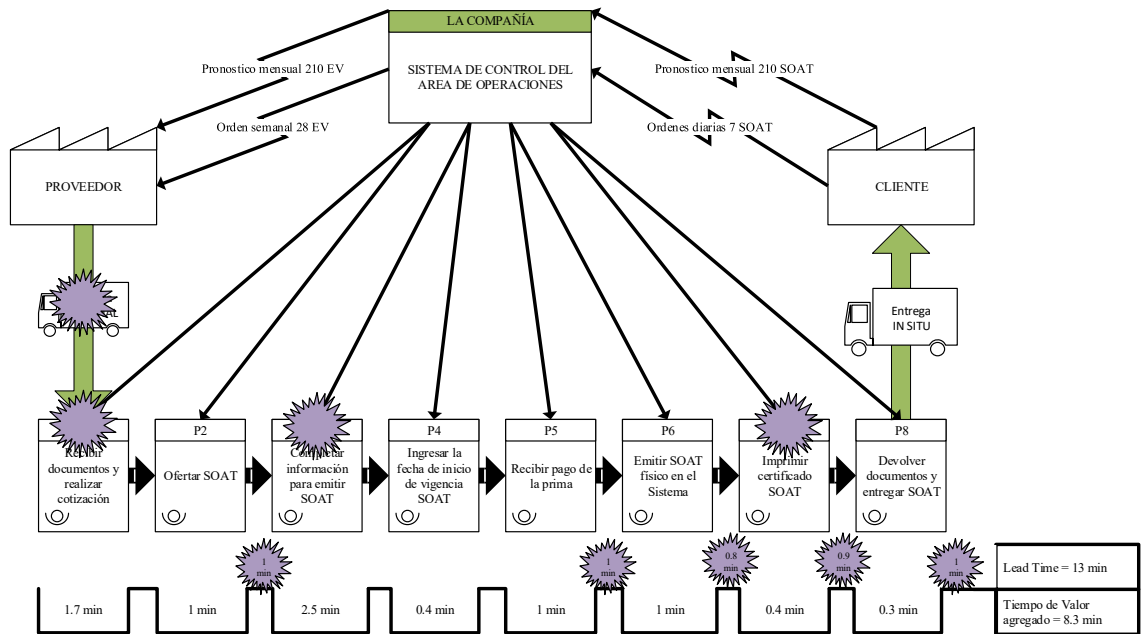 LA COMPAÑÍA
SISTEMA DE CONTROL DEL
AREA DE OPERACIONES
Pronostico mensual 210 EV
Orden semanal 28 EV
Pronostico mensual 210 SOAT
Ordenes diarias 7 SOAT
PROVEEDOR
CLIENTE
Entrega
IN SITU
documentos y
realizar
cotización
P2
Ofertar SOAT
Completar
información
para emitir
SOAT
P4
Ingresar la
fecha de inicio
de vigencia
SOAT
P5
Recibir pago de
la prima
P6
Emitir SOAT
físico en el
Sistema
Imprimir
certificado
SOAT
P8
Devolver
documentos y
entregar SOAT
1
min
1
min
0.8
min
0.9
min
1
min
1.7 min
1 min
2.5 min
0.4 min
1 min
1 min
0.4 min
0.3 min
Lead Time = 13 min
Tiempo de Valor
agregado = 8.3 min